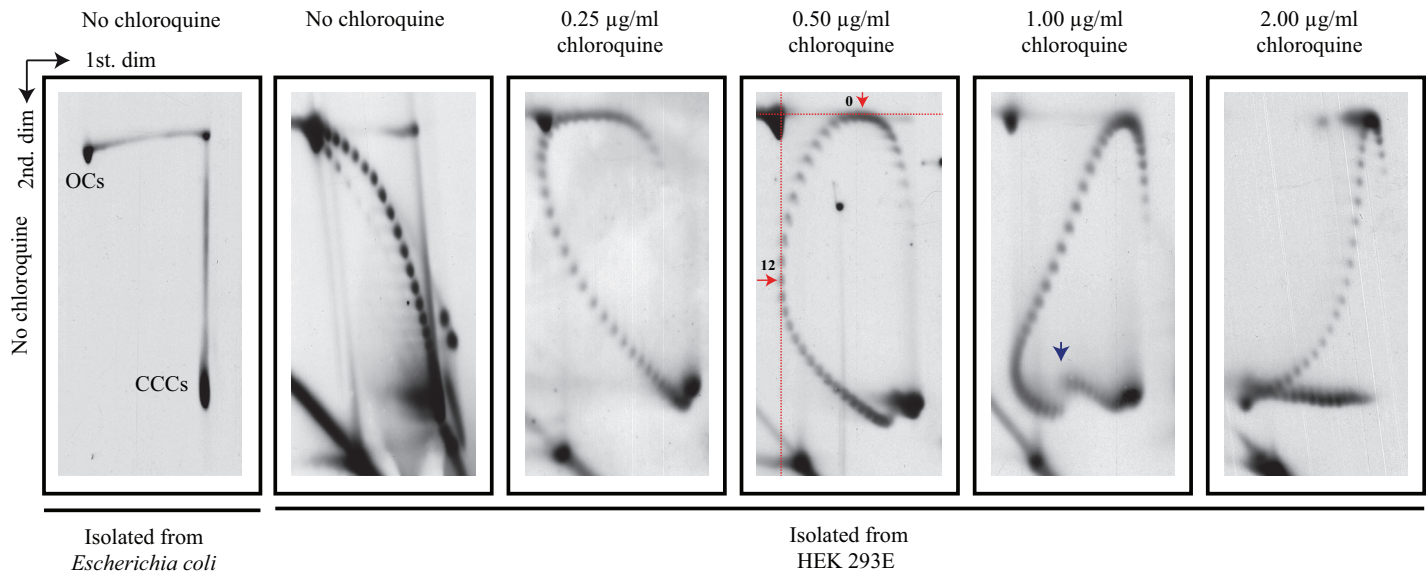 No chloroquine
No chloroquine
0.25 µg/ml
chloroquine
0.50 µg/ml
chloroquine
1.00 µg/ml
chloroquine
2.00 µg/ml
chloroquine
1st. dim
2nd. dim
No chloroquine
OCs
CCCs
0
12
Isolated from
Escherichia coli
Isolated from
HEK 293E